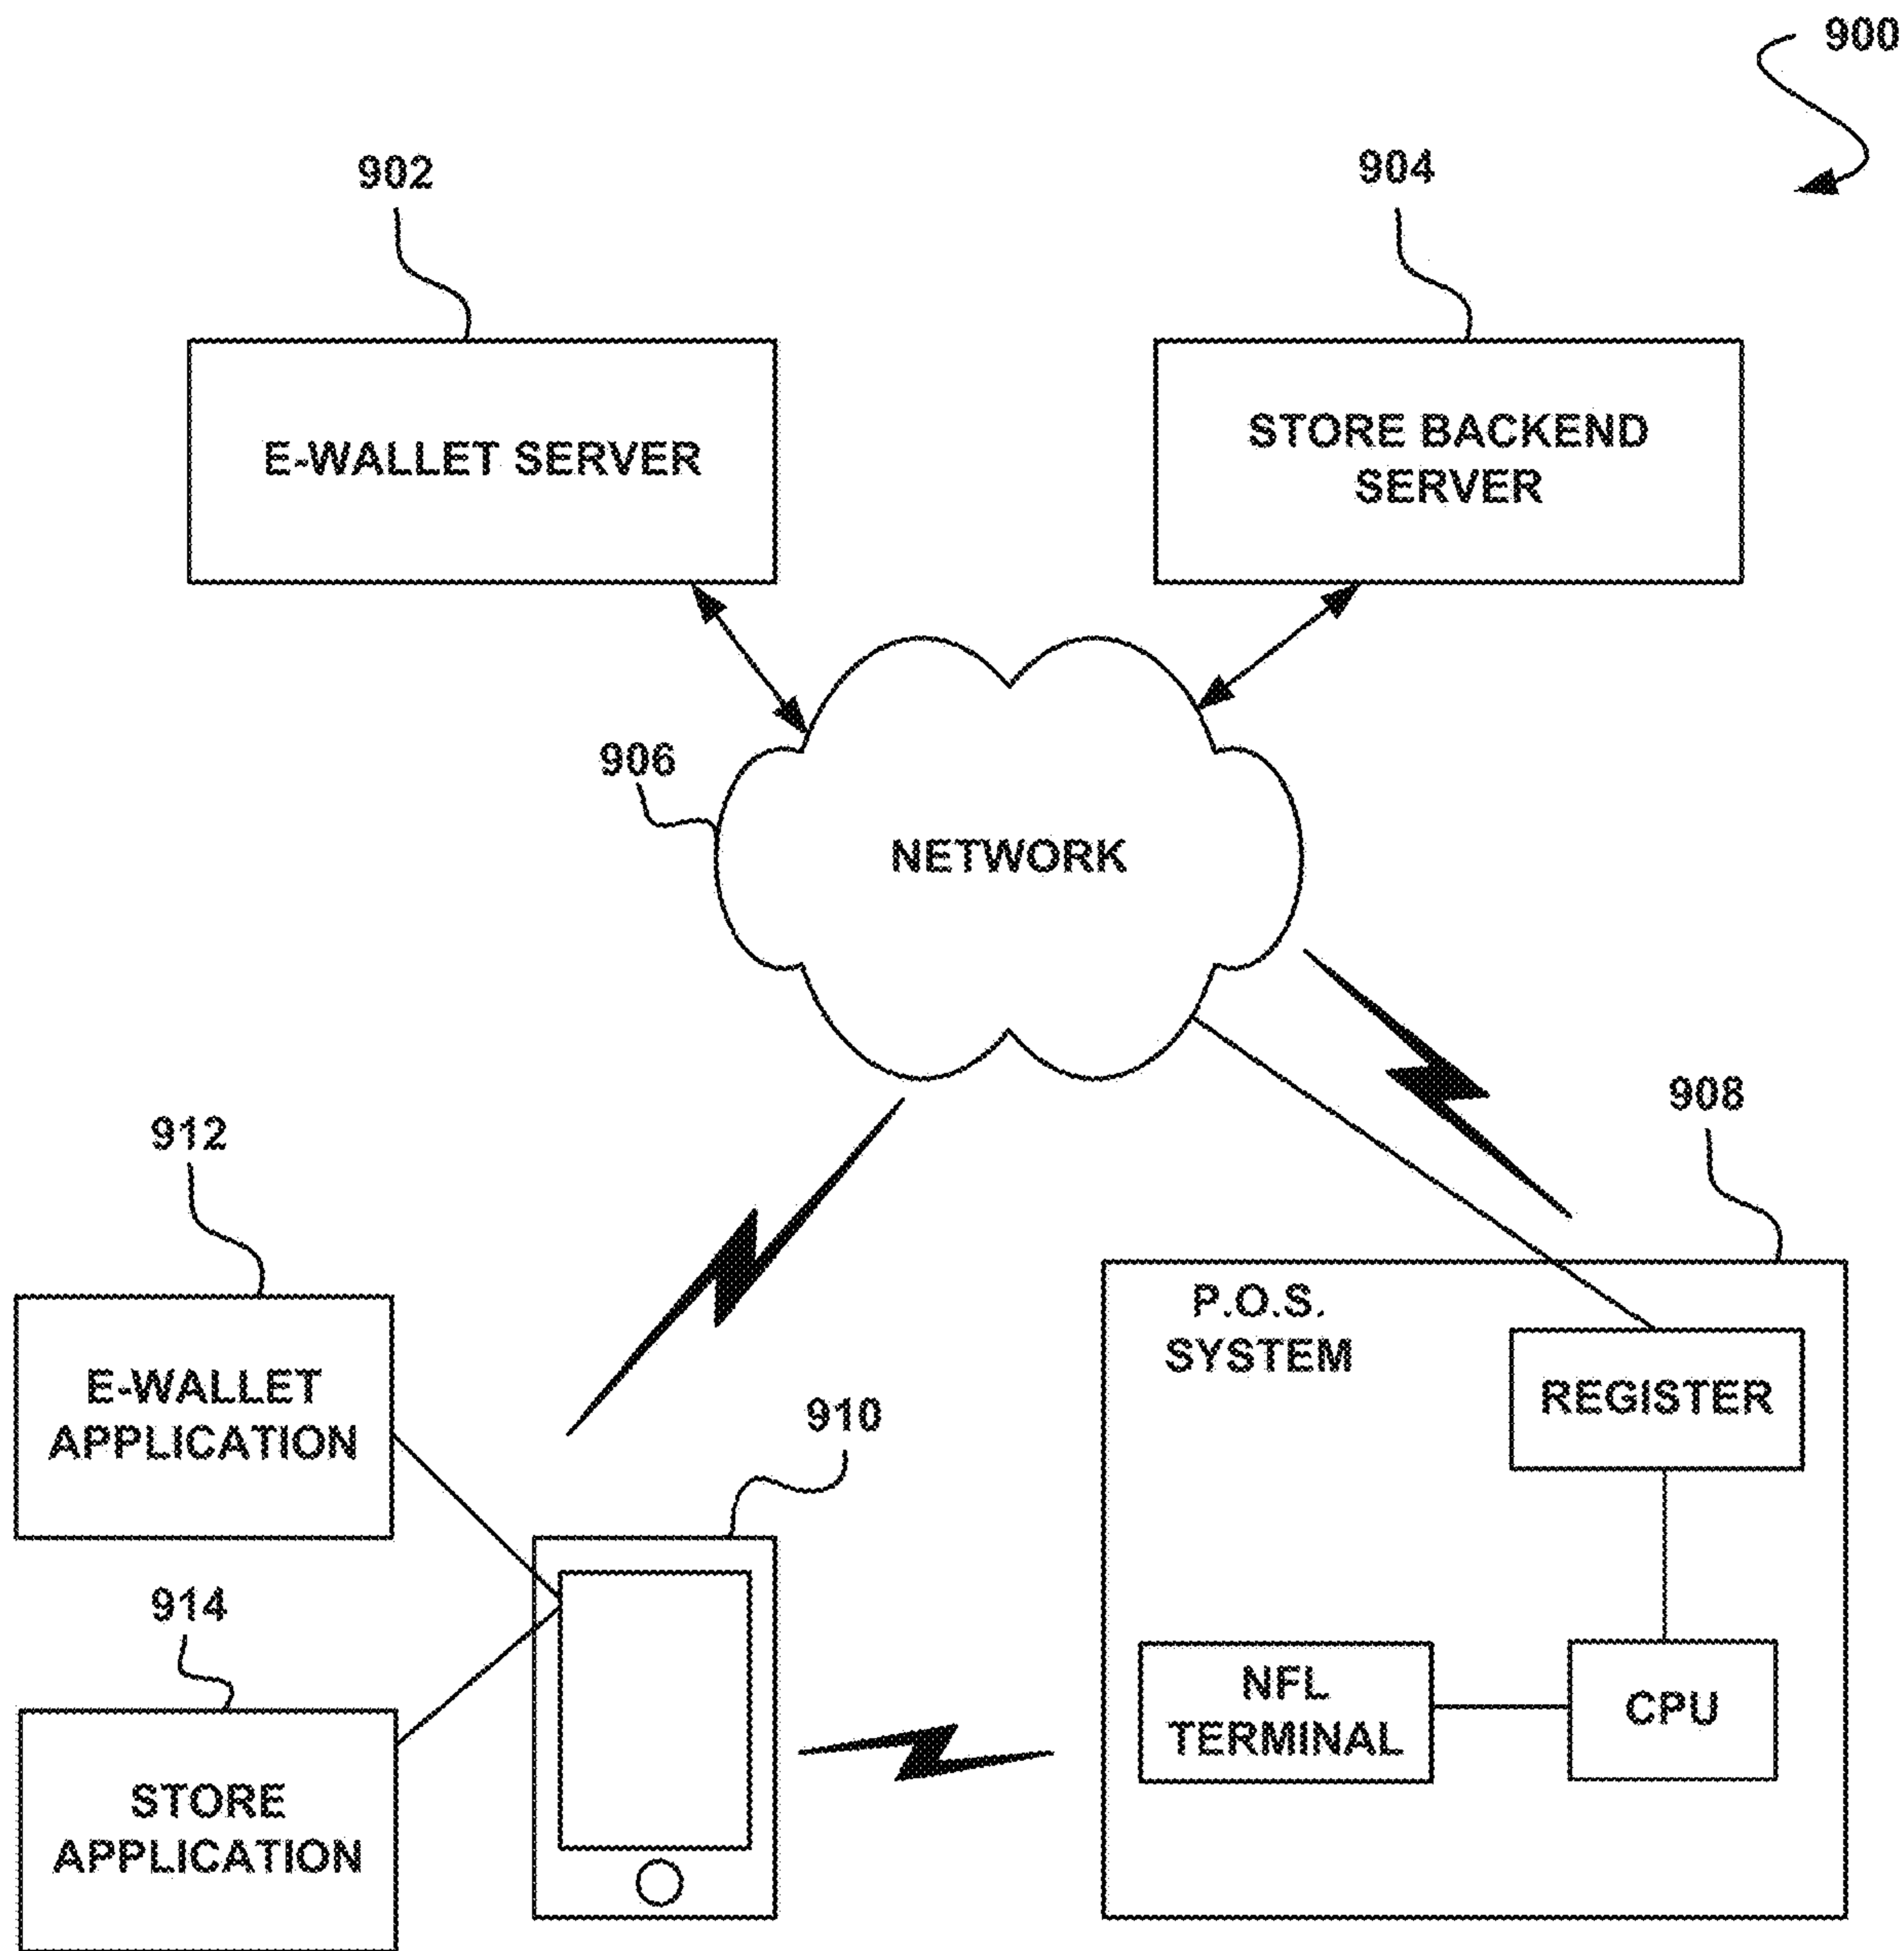 900
902
904
E-WALLET SERVER
STORE BACKEND
SERVER
906
NETWORK
908
912
P.O.S.
SYSTEM
E-WALLET
APPLICATION
REGISTER
910
914
NFL
TERMINAL
CPU
STORE
APPLICATION